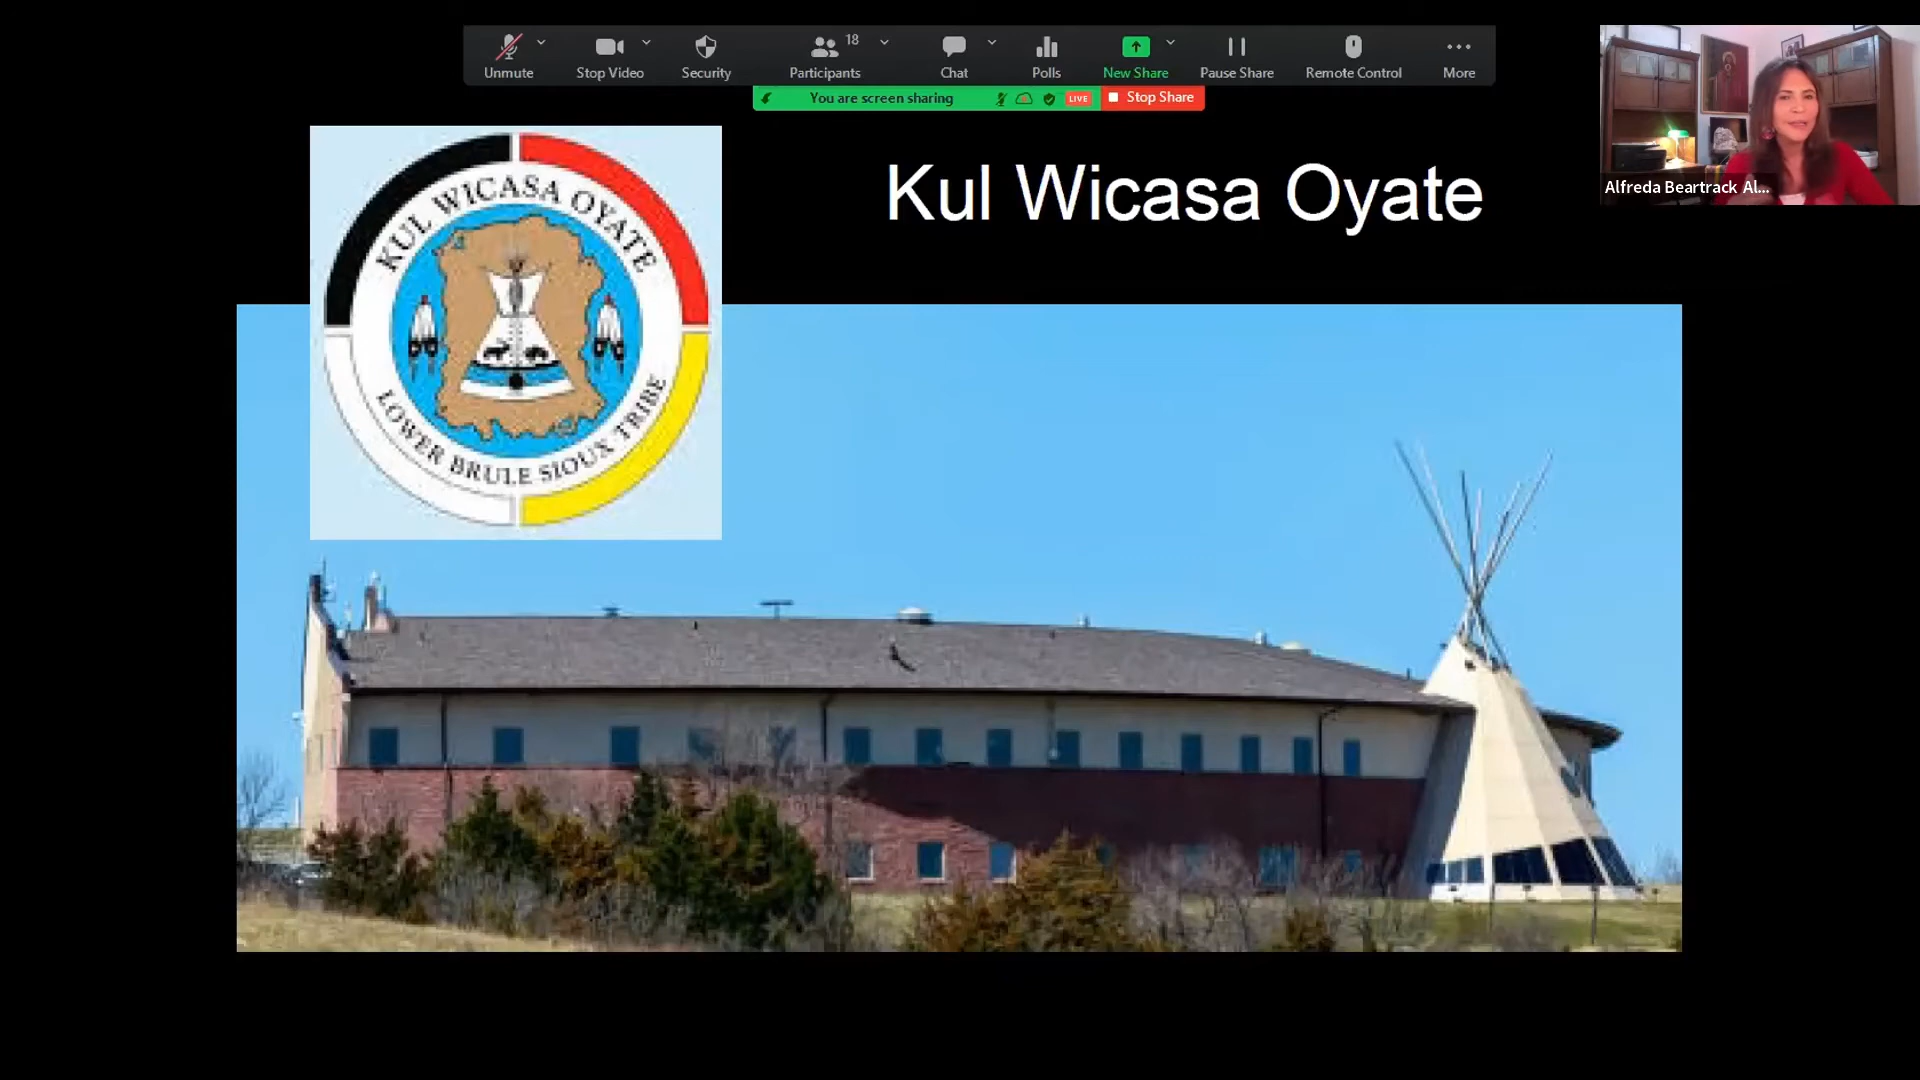 Unmute
Stop Video
Security
Participants
18
Chat
Polls
New Share
Pause Share
Remote Control
More
You are screen sharing
LIVE
Stop Share
Alfreda Beartrack Al...
Kul Wicasa Oyate
KUL WICASA OYATE
LOWER BRULE SIOUX TRIBE